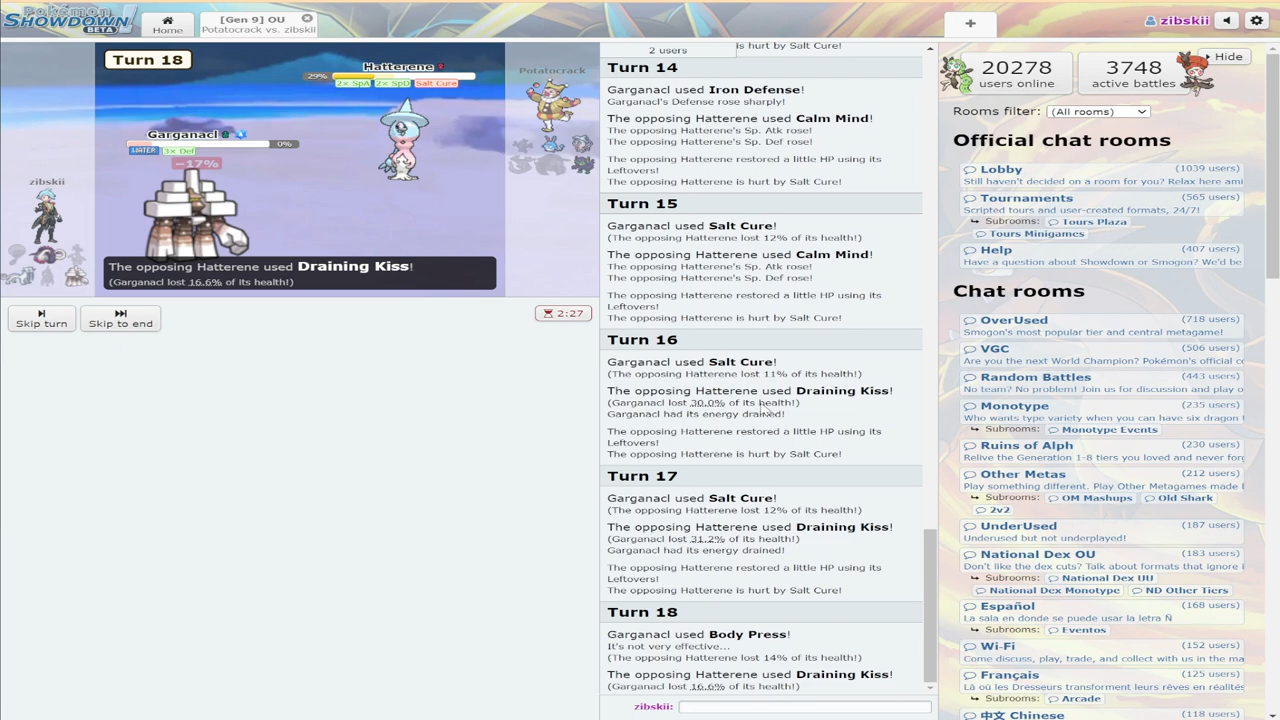 Pokémon
SHOWDOWN!
BETA
Home
[Gen 9] OU
Potatocrack vs. zibskii
+
zibskii
Turn 18
Hatterene
29%
2× SpA 2× SpD Salt Cure
Garganacl
0%
WATER 3× Def
−17%
Potatocrack
zibskii
The opposing Hatterene used Draining Kiss!
(Garganacl lost 16.6% of its health!)
Skip turn
Skip to end
2:27
2 users
is hurt by Salt Cure!
Turn 14
Garganacl used Iron Defense!
Garganacl's Defense rose sharply!
The opposing Hatterene used Calm Mind!
The opposing Hatterene's Sp. Atk rose!
The opposing Hatterene's Sp. Def rose!
The opposing Hatterene restored a little HP using its
Leftovers!
The opposing Hatterene is hurt by Salt Cure!
Turn 15
Garganacl used Salt Cure!
(The opposing Hatterene lost 12% of its health!)
The opposing Hatterene used Calm Mind!
The opposing Hatterene's Sp. Atk rose!
The opposing Hatterene's Sp. Def rose!
The opposing Hatterene restored a little HP using its
Leftovers!
The opposing Hatterene is hurt by Salt Cure!
Turn 16
Garganacl used Salt Cure!
(The opposing Hatterene lost 11% of its health!)
The opposing Hatterene used Draining Kiss!
(Garganacl lost 30.0% of its health!)
Garganacl had its energy drained!
The opposing Hatterene restored a little HP using its
Leftovers!
The opposing Hatterene is hurt by Salt Cure!
Turn 17
Garganacl used Salt Cure!
(The opposing Hatterene lost 12% of its health!)
The opposing Hatterene used Draining Kiss!
(Garganacl lost 31.2% of its health!)
Garganacl had its energy drained!
The opposing Hatterene restored a little HP using its
Leftovers!
The opposing Hatterene is hurt by Salt Cure!
Turn 18
Garganacl used Body Press!
It's not very effective...
(The opposing Hatterene lost 14% of its health!)
The opposing Hatterene used Draining Kiss!
(Garganacl lost 16.6% of its health!)
zibskii:
20278
users online
3748
active battles
Hide
Rooms filter: (All rooms)
Official chat rooms
Lobby (1039 users)
Still haven't decided on a room for you? Relax here ami
Tournaments (565 users)
Scripted tours and user-created formats, 24/7!
Subrooms: Tours Plaza
Tours Minigames
Help (407 users)
Have a question about Showdown or Smogon? We'd be
Chat rooms
OverUsed (718 users)
Smogon's most popular tier and central metagame!
VGC (506 users)
Are you the next World Champion? Pokémon's official c
Random Battles (443 users)
No team? No problem! Join us for discussion and play o
Monotype (235 users)
Who wants type variety when you can have six dragon t
Subrooms: Monotype Events
Ruins of Alph (230 users)
Relive the Generation 1-8 tiers you loved and never forg
Other Metas (212 users)
Play something different. Play Other Metagames made b
Subrooms: OM Mashups Old Shark
2v2
UnderUsed (187 users)
Underused but not underplayed!
National Dex OU (183 users)
Don't like the dex cuts? Talk about formats that ignore i
Subrooms: National Dex UU
National Dex Monotype ND Other Tiers
Español (168 users)
La sala en donde se puede usar la letra Ñ
Subrooms: Eventos
Wi-Fi (152 users)
Come discuss, play, trade, and collect with us in the ma
Français (125 users)
Là où les Dresseurs transforment leurs rêves en réalités
Subrooms: Arcade
中文 Chinese (118 users)